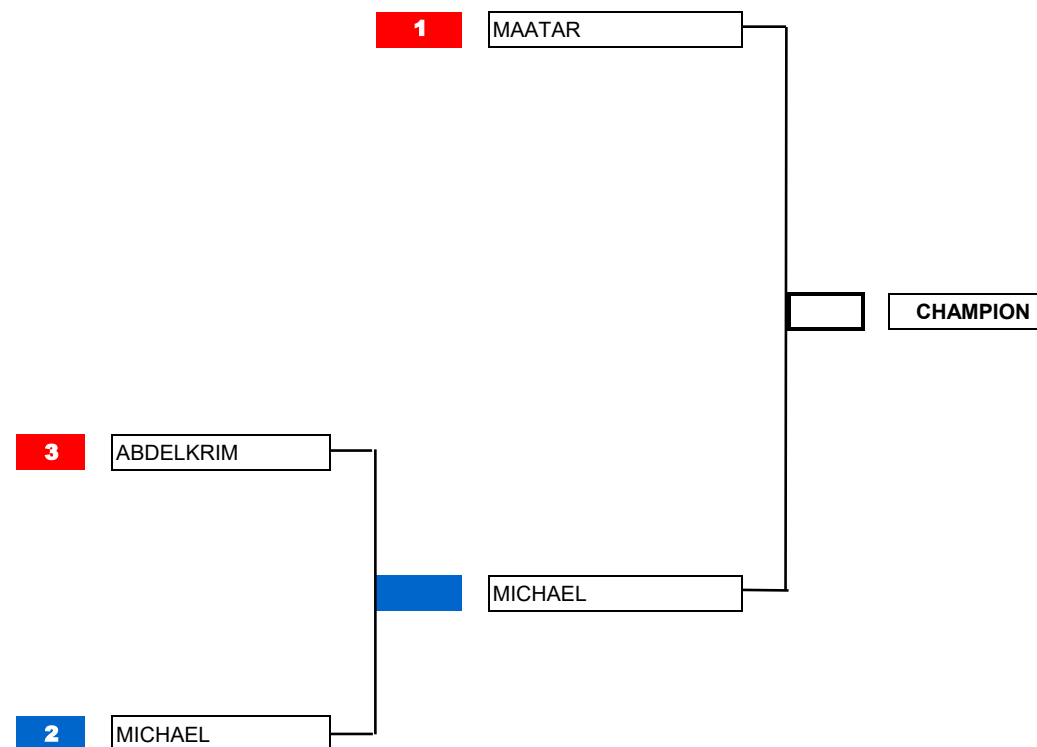 1 MAATAR
CHAMPION
3 ABDELKRIM
MICHAEL
2 MICHAEL